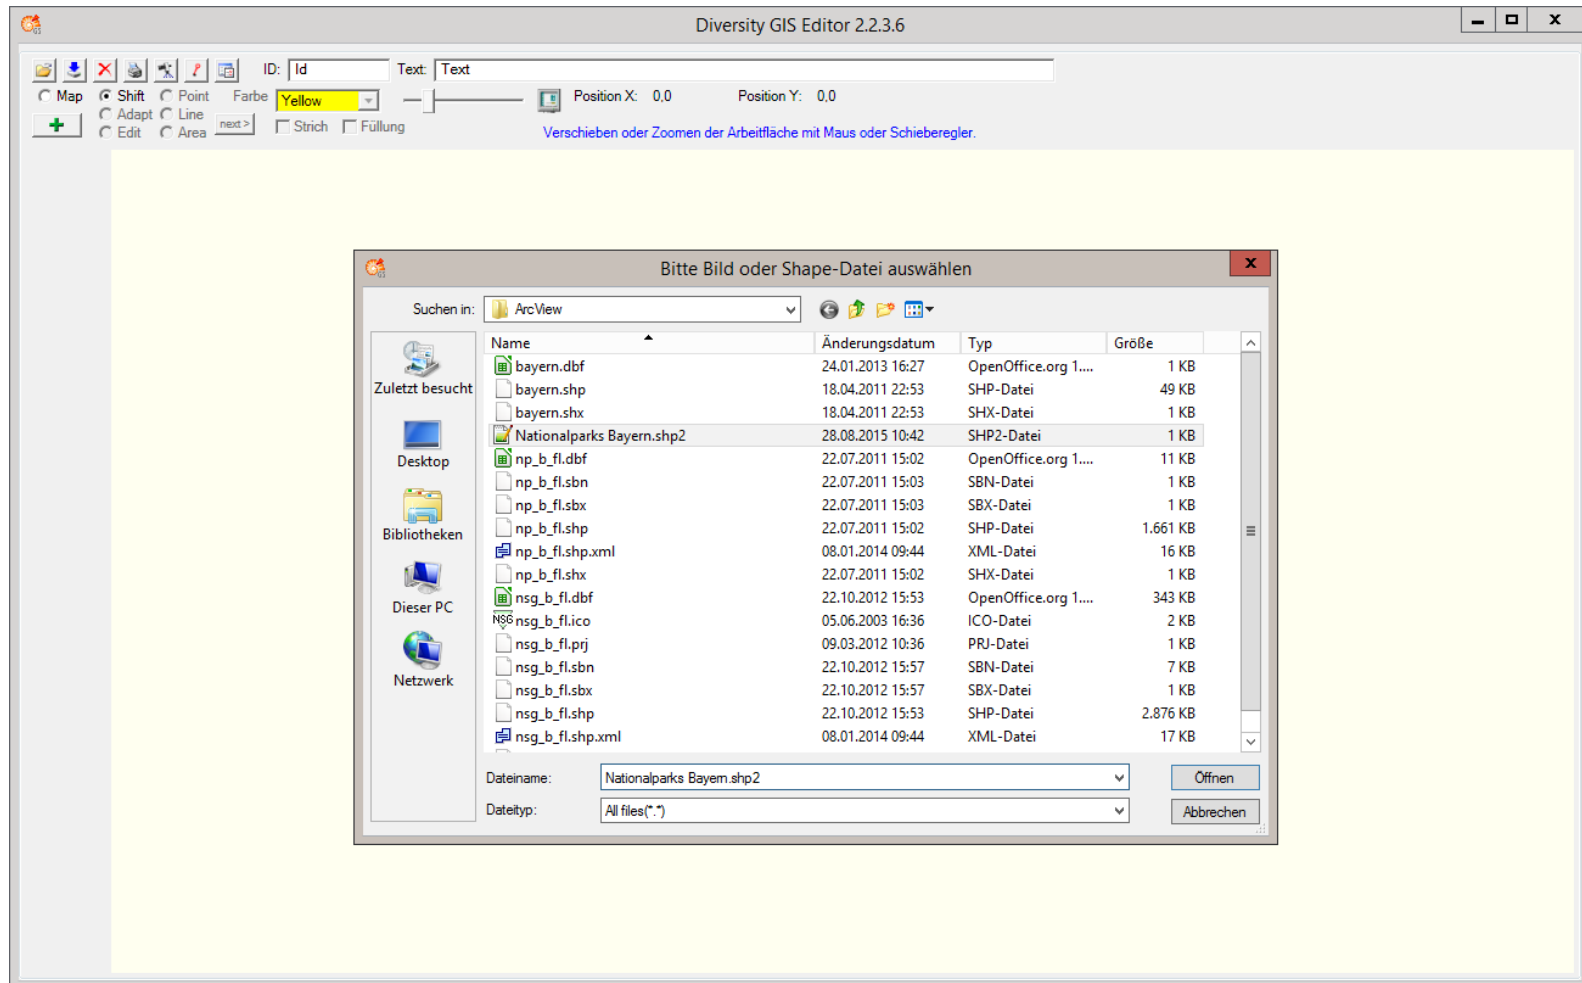 Diversity GIS Editor 2.2.3.6
ID: Id Text: Text
Map Shift Point Farbe Yellow Position X: 0,0 Position Y: 0,0
Adapt Line
Edit Area next > Strich Füllung Verschieben oder Zoomen der Arbeitfläche mit Maus oder Schieberegler.
Bitte Bild oder Shape-Datei auswählen
Suchen in: ArcView
Name Änderungsdatum Typ Größe
bayern.dbf 24.01.2013 16:27 OpenOffice.org 1.... 1 KB
bayern.shp 18.04.2011 22:53 SHP-Datei 49 KB
bayern.shx 18.04.2011 22:53 SHX-Datei 1 KB
Nationalparks Bayern.shp2 28.08.2015 10:42 SHP2-Datei 1 KB
np_b_fl.dbf 22.07.2011 15:02 OpenOffice.org 1.... 11 KB
np_b_fl.sbn 22.07.2011 15:03 SBN-Datei 1 KB
np_b_fl.sbx 22.07.2011 15:03 SBX-Datei 1 KB
np_b_fl.shp 22.07.2011 15:02 SHP-Datei 1.661 KB
np_b_fl.shp.xml 08.01.2014 09:44 XML-Datei 16 KB
np_b_fl.shx 22.07.2011 15:02 SHX-Datei 1 KB
nsg_b_fl.dbf 22.10.2012 15:53 OpenOffice.org 1.... 343 KB
NSG nsg_b_fl.ico 05.06.2003 16:36 ICO-Datei 2 KB
nsg_b_fl.prj 09.03.2012 10:36 PRJ-Datei 1 KB
nsg_b_fl.sbn 22.10.2012 15:57 SBN-Datei 7 KB
nsg_b_fl.sbx 22.10.2012 15:57 SBX-Datei 1 KB
nsg_b_fl.shp 22.10.2012 15:53 SHP-Datei 2.876 KB
nsg_b_fl.shp.xml 08.01.2014 09:44 XML-Datei 17 KB
Zuletzt besucht
Desktop
Bibliotheken
Dieser PC
Netzwerk
Dateiname: Nationalparks Bayern.shp2 Öffnen
Dateityp: All files(*.*) Abbrechen